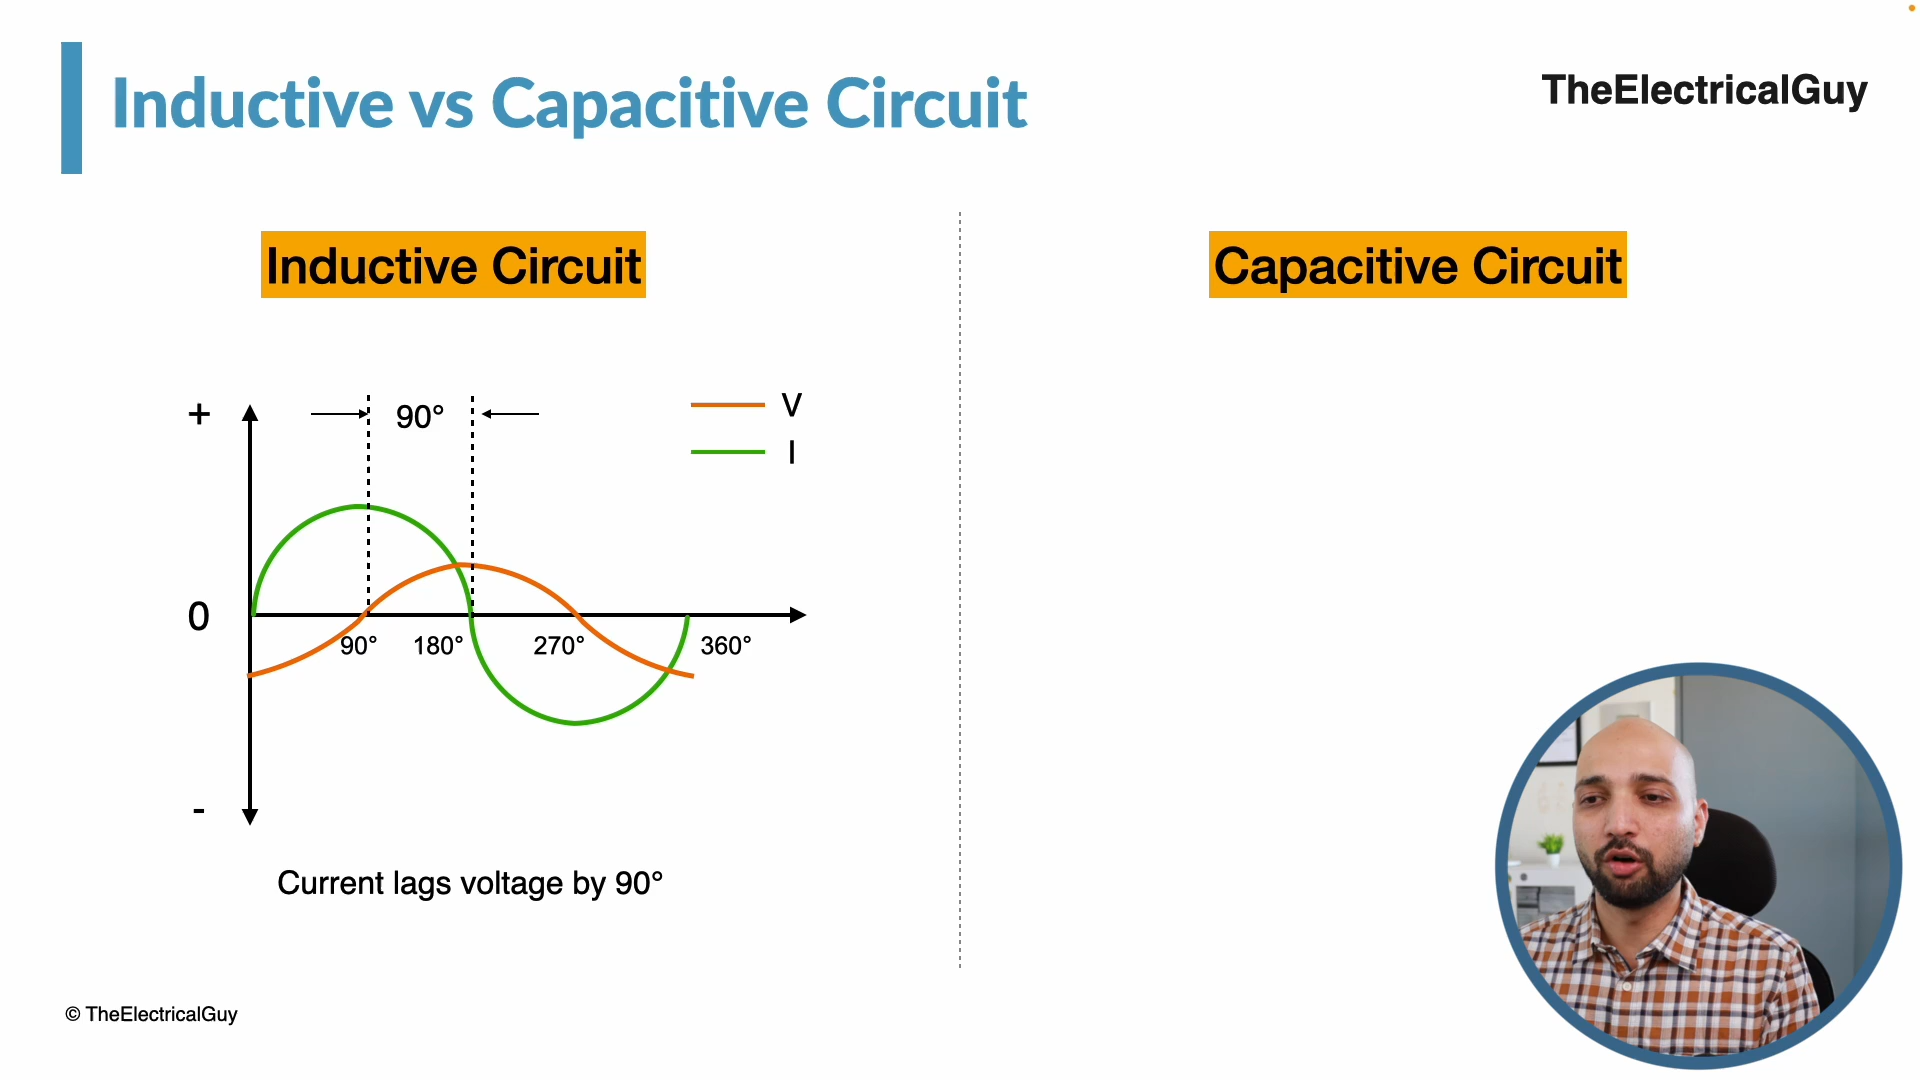 Inductive vs Capacitive Circuit
TheElectricalGuy
Inductive Circuit
Capacitive Circuit
+
90°
V
I
0
90°
180°
270°
360°
-
Current lags voltage by 90°
© TheElectricalGuy